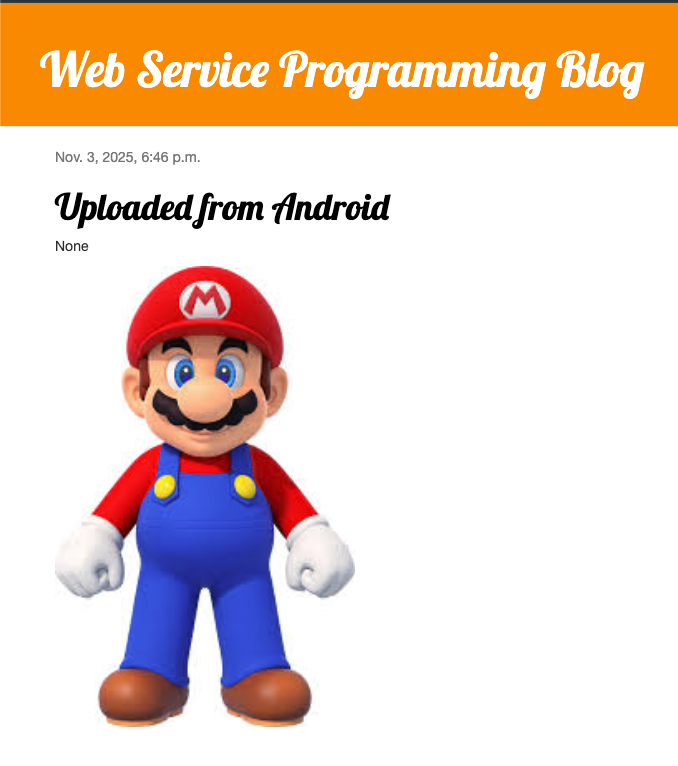 Web Service Programming Blog
Nov. 3, 2025, 6:46 p.m.
Uploaded from Android
None
M